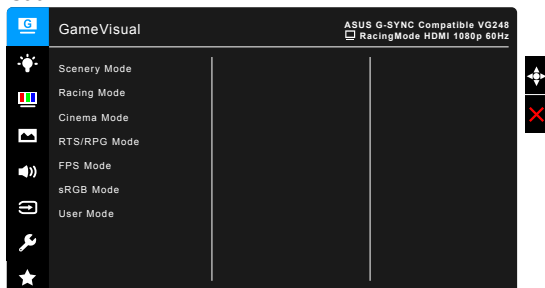 G
GameVisual
ASUS G-SYNC Compatible VG248
RacingMode HDMI 1080p 60Hz
Scenery Mode
Racing Mode
Cinema Mode
RTS/RPG Mode
FPS Mode
sRGB Mode
User Mode